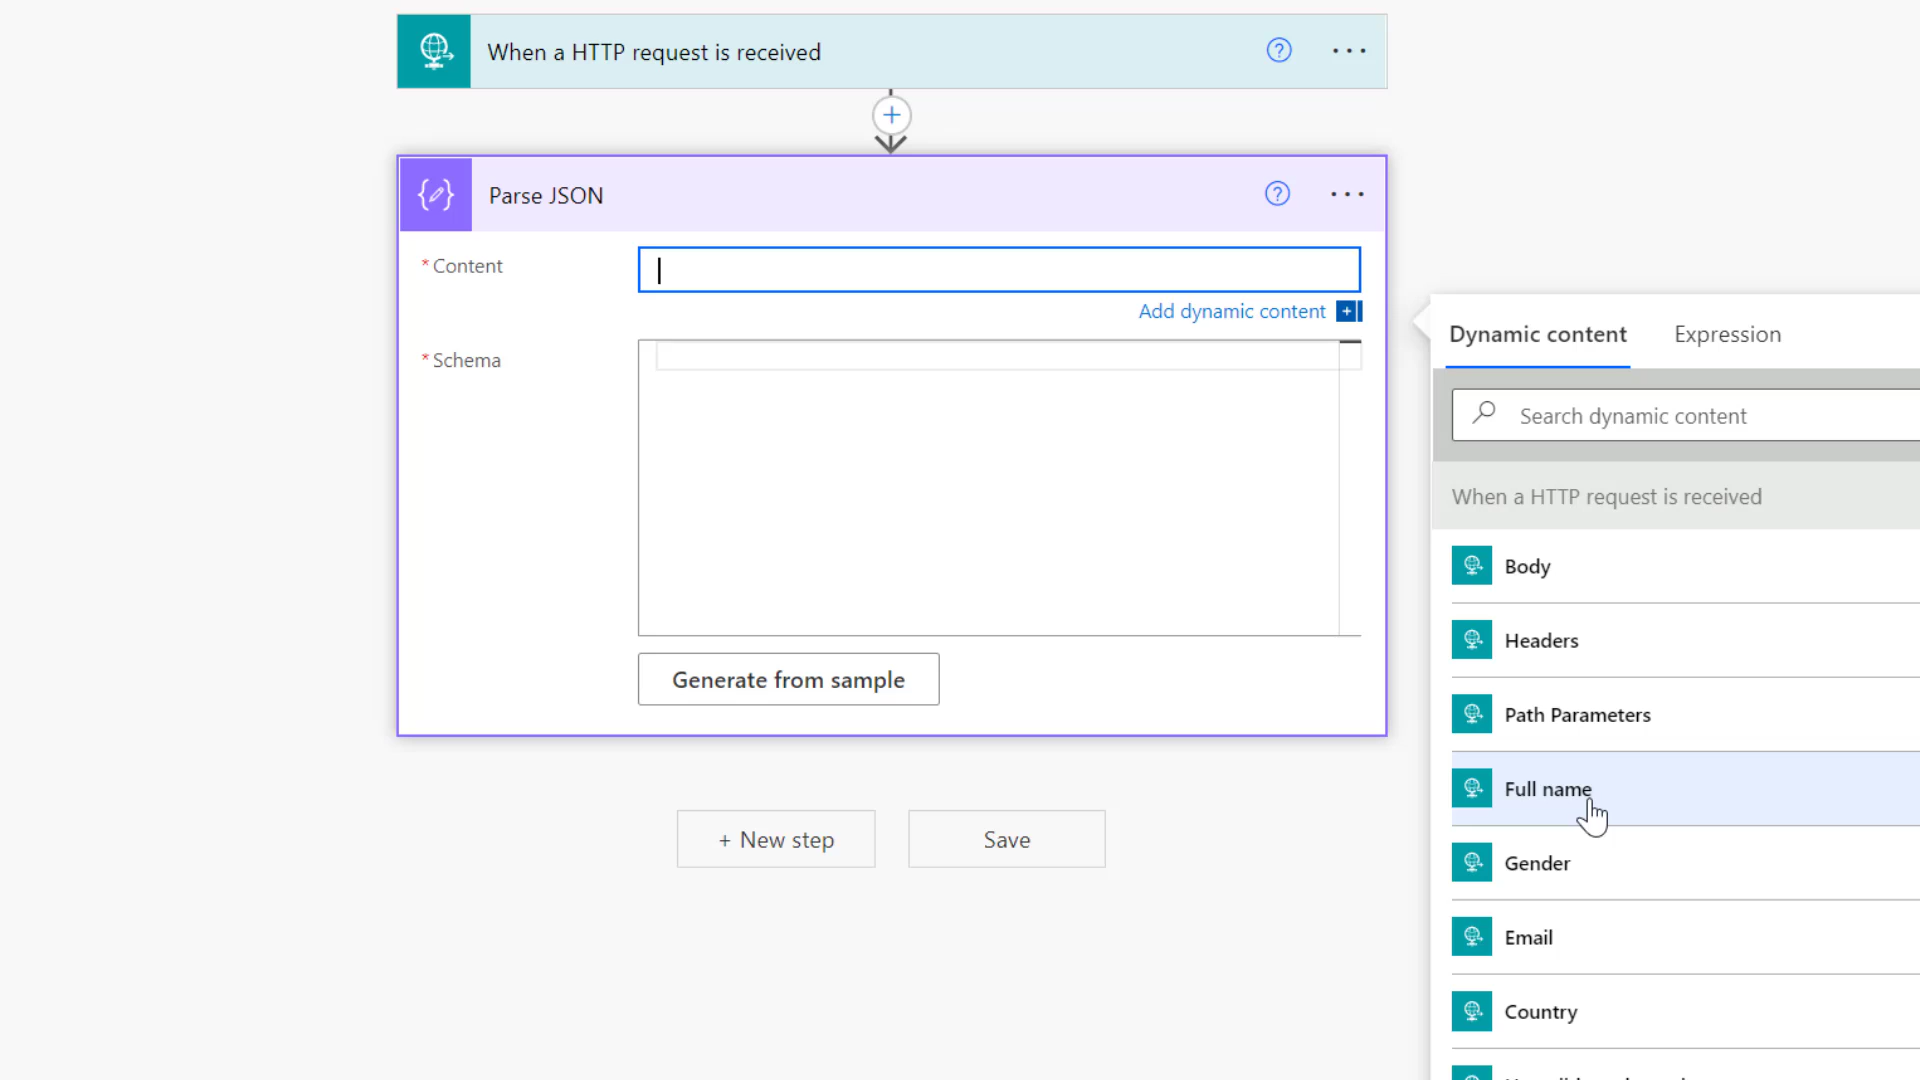 When a HTTP request is received
Parse JSON
* Content
Add dynamic content
* Schema
Generate from sample
+ New step
Save
Dynamic content
Expression
Search dynamic content
When a HTTP request is received
Body
Headers
Path Parameters
Full name
Gender
Email
Country